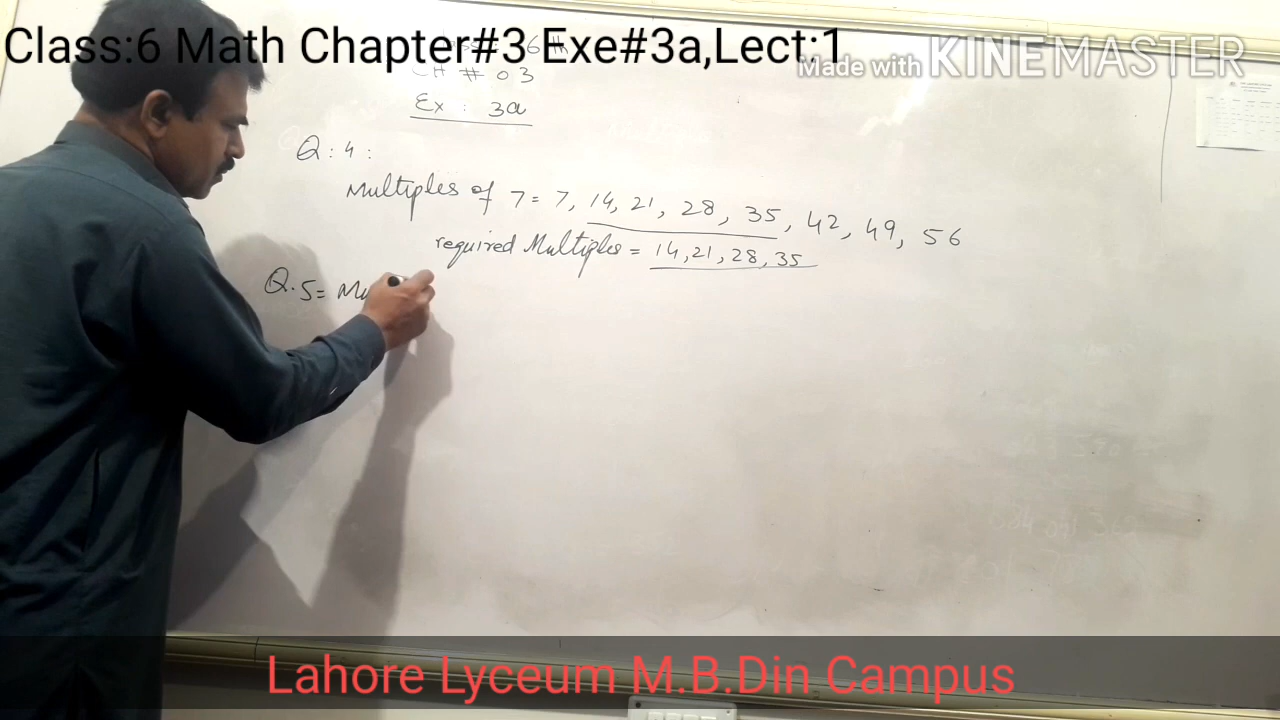 Class:6 Math Chapter#3 Exe#3a,Lect:1
Made with KINEMASTER
CH # 03
Ex : 3a
Q : 4 :
Multiples of 7 = 7, 14, 21, 28, 35, 42, 49, 56
required Multiples = 14, 21, 28, 35
Q.5= Mu
Lahore Lyceum M.B.Din Campus